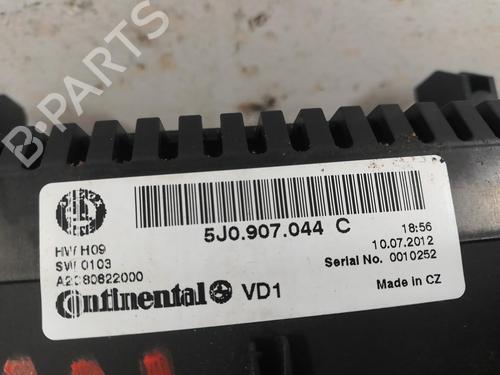 B-PARTS
5J0.907.044 C
HW H09
SW 0103
A2C80822000
18:56
10.07.2012
Serial No. 0010252
Continental VD1
Made in CZ